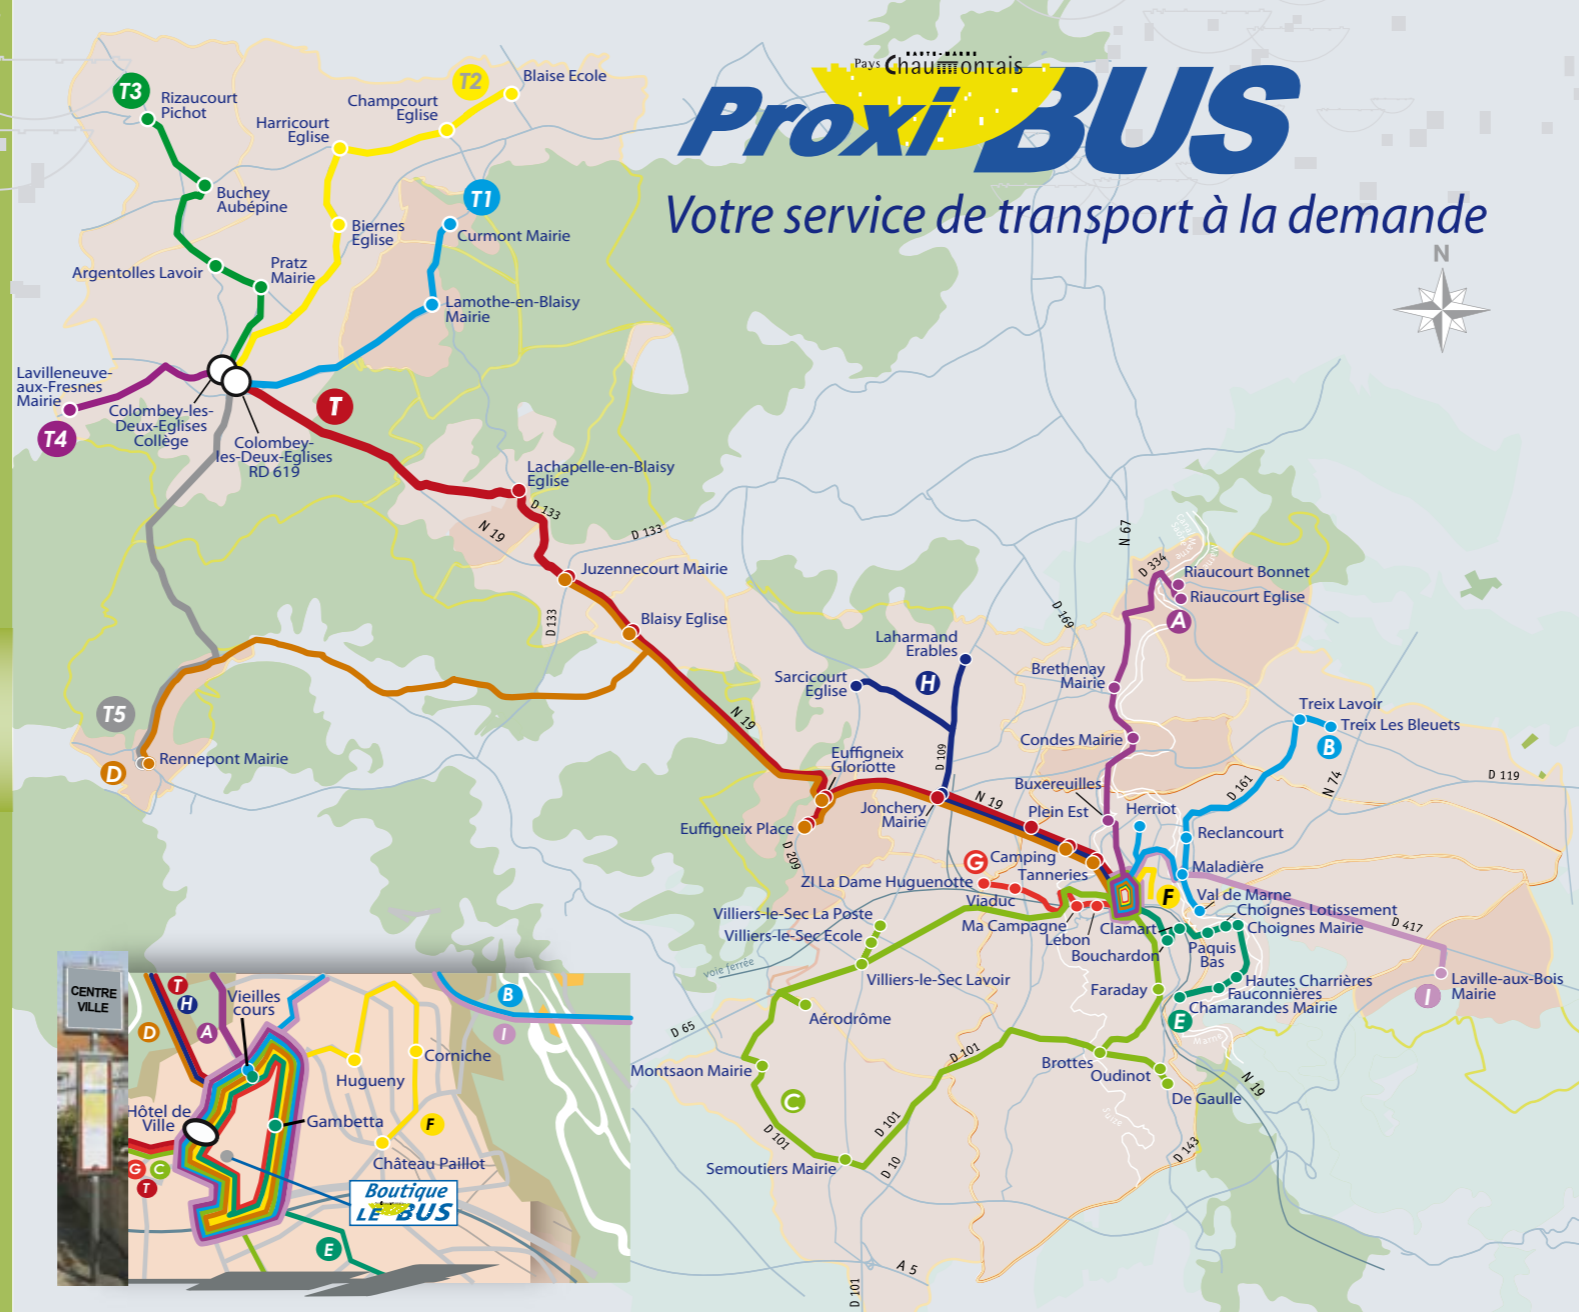 HAUTE-MARNE
Pays Chaumontais
Proxi BUS
Votre service de transport à la demande
N
T3
Rizaucourt
Pichot
Harricourt
Eglise
Champcourt
Eglise
T2
Blaise Ecole
Buchey
Aubépine
Biernes
Eglise
T1
Curmont Mairie
Argentolles Lavoir
Pratz
Mairie
Lamothe-en-Blaisy
Mairie
Lavilleneuve-
aux-Fresnes
Mairie
T4
Colombey-les-
Deux-Eglises
Collège
Colombey-
les-Deux-Eglises
RD 619
T
Lachapelle-en-Blaisy
Eglise
D 133
N 19
D 133
Juzennecourt Mairie
D 133
Blaisy Eglise
T5
D
Rennepont Mairie
N 19
Laharmand
Erables
Sarcicourt
Eglise
H
D 109
Euffigneix
Gloriotte
Euffigneix Place
D 209
Jonchery
Mairie
N 19
N 67
D 334
D 169
Riaucourt Bonnet
Riaucourt Eglise
A
Brethenay
Mairie
Condes Mairie
Buxereuilles
Plein Est
Herriot
Treix Lavoir
Treix Les Bleuets
B
D 161
N 74
D 119
Reclancourt
Maladière
G
Camping
Tanneries
ZI La Dame Huguenotte
Viaduc
Ma Campagne
Lebon
F
Val de Marne
Choignes Lotissement
Choignes Mairie
Clamart
Bouchardon
Paquis
Bas
D 417
Laville-aux-Bois
Mairie
I
Hautes Charrières
Fauconnières
Chamarandes Mairie
E
Marne
Faraday
Villiers-le-Sec La Poste
Villiers-le-Sec Ecole
voie ferrée
Villiers-le-Sec Lavoir
Aérodrôme
D 65
Montsaon Mairie
C
D 101
Semoutiers Mairie
D 101
D 10
D 101
Brottes
Oudinot
De Gaulle
Suize
N 19
D 143
A 5
D 101
CENTRE
VILLE
T
H
D
A
Vieilles
cours
B
I
Corniche
Hugueny
Hôtel de
Ville
Gambetta
F
Château Paillot
G
C
T
Boutique
LE BUS
E